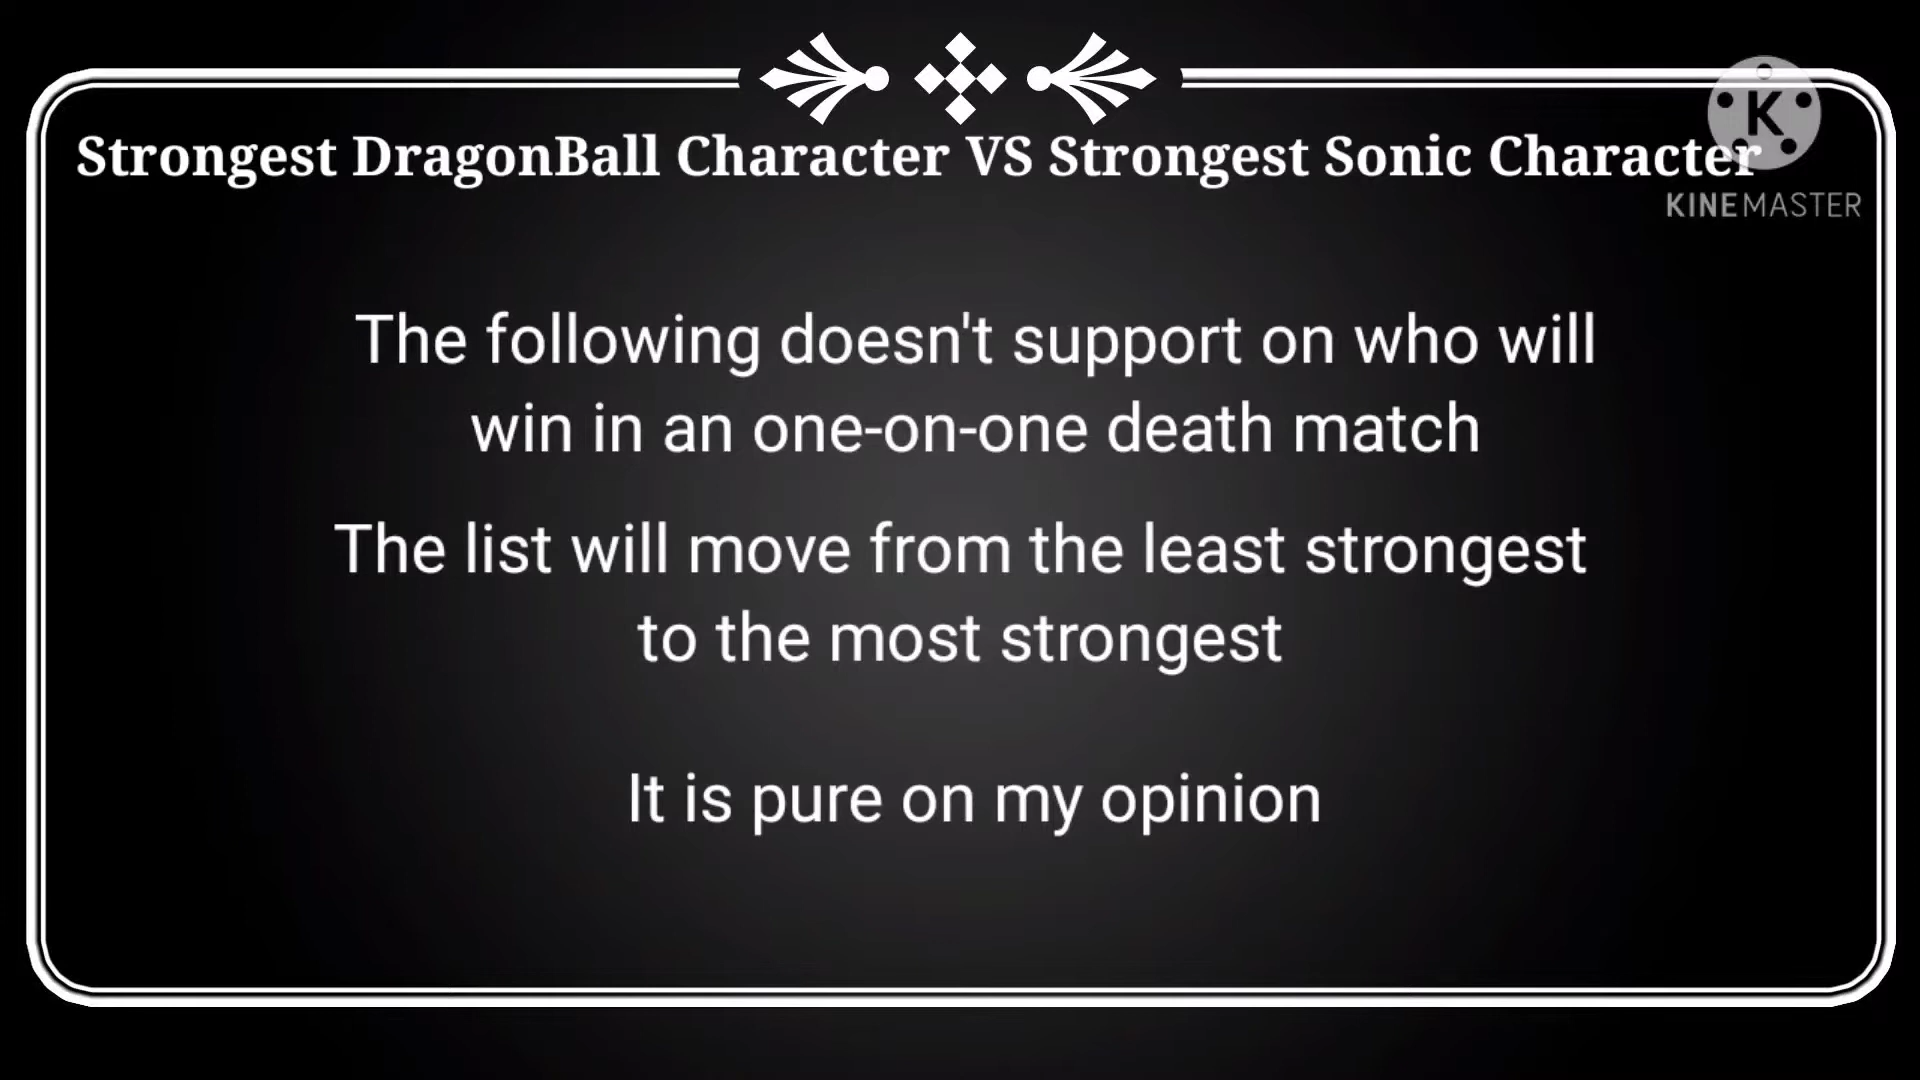 Strongest DragonBall Character VS Strongest Sonic Character
K
KINEMASTER
The following doesn't support on who will
win in an one-on-one death match
The list will move from the least strongest
to the most strongest
It is pure on my opinion